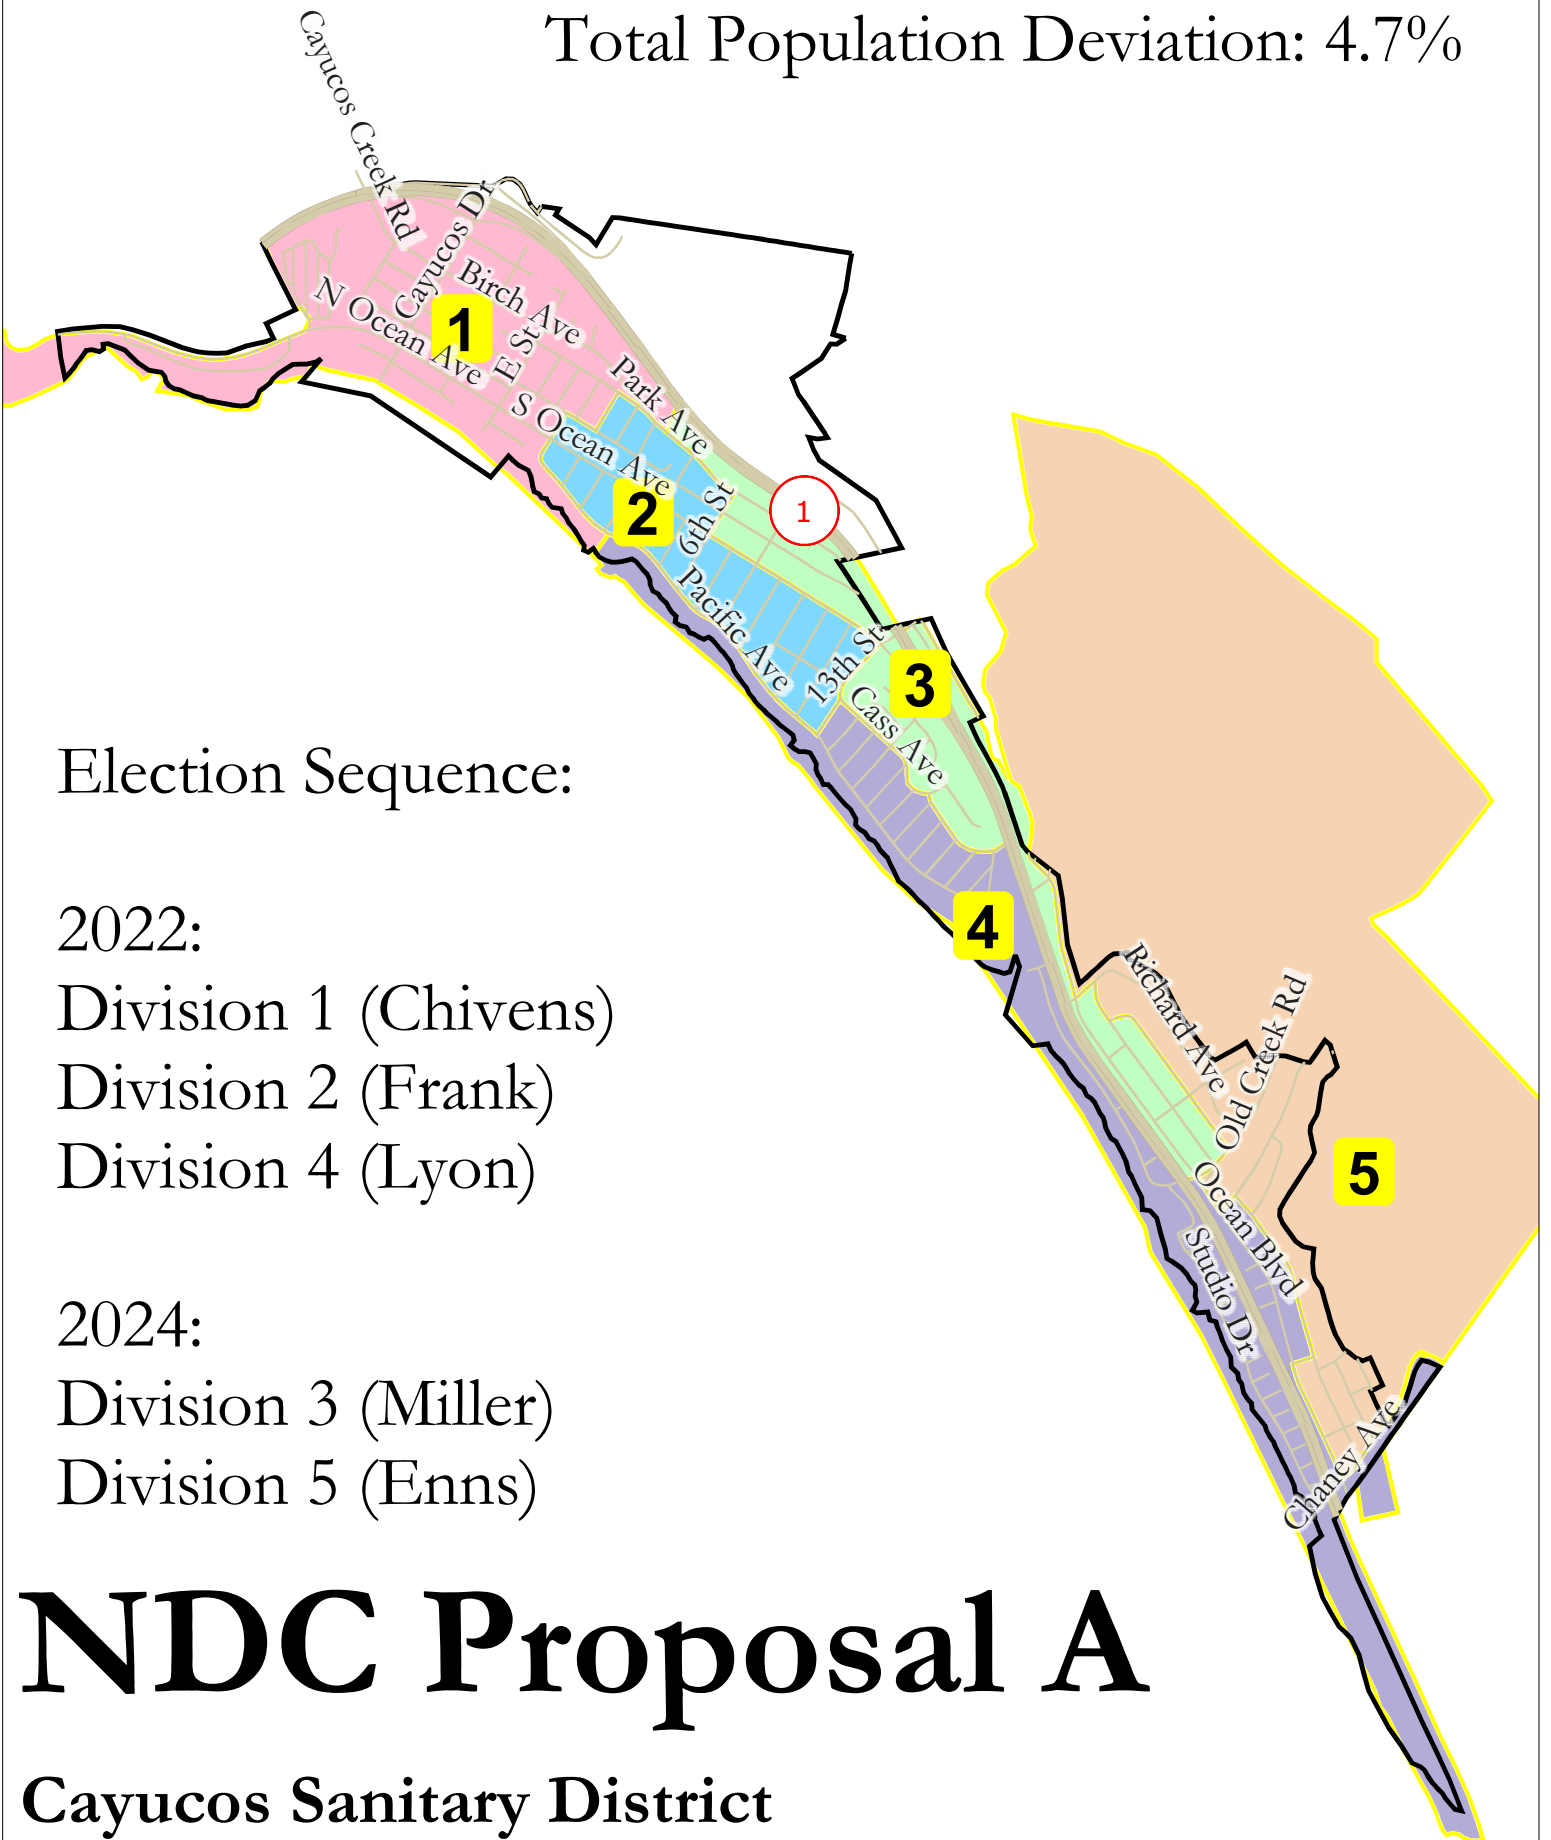 Total Population Deviation: 4.7%
Cayucos Creek Rd
Cayucos Dr
Birch Ave
N Ocean Ave
1
E St
Park Ave
S Ocean Ave
2
6th St
1
Pacific Ave
13th St
3
Cass Ave
Election Sequence:
2022:
Division 1 (Chivens)
Division 2 (Frank)
Division 4 (Lyon)
4
Richard Ave
Old Creek Rd
5
Ocean Blvd
Studio Dr
2024:
Division 3 (Miller)
Division 5 (Enns)
Chaney Ave
NDC Proposal A
Cayucos Sanitary District